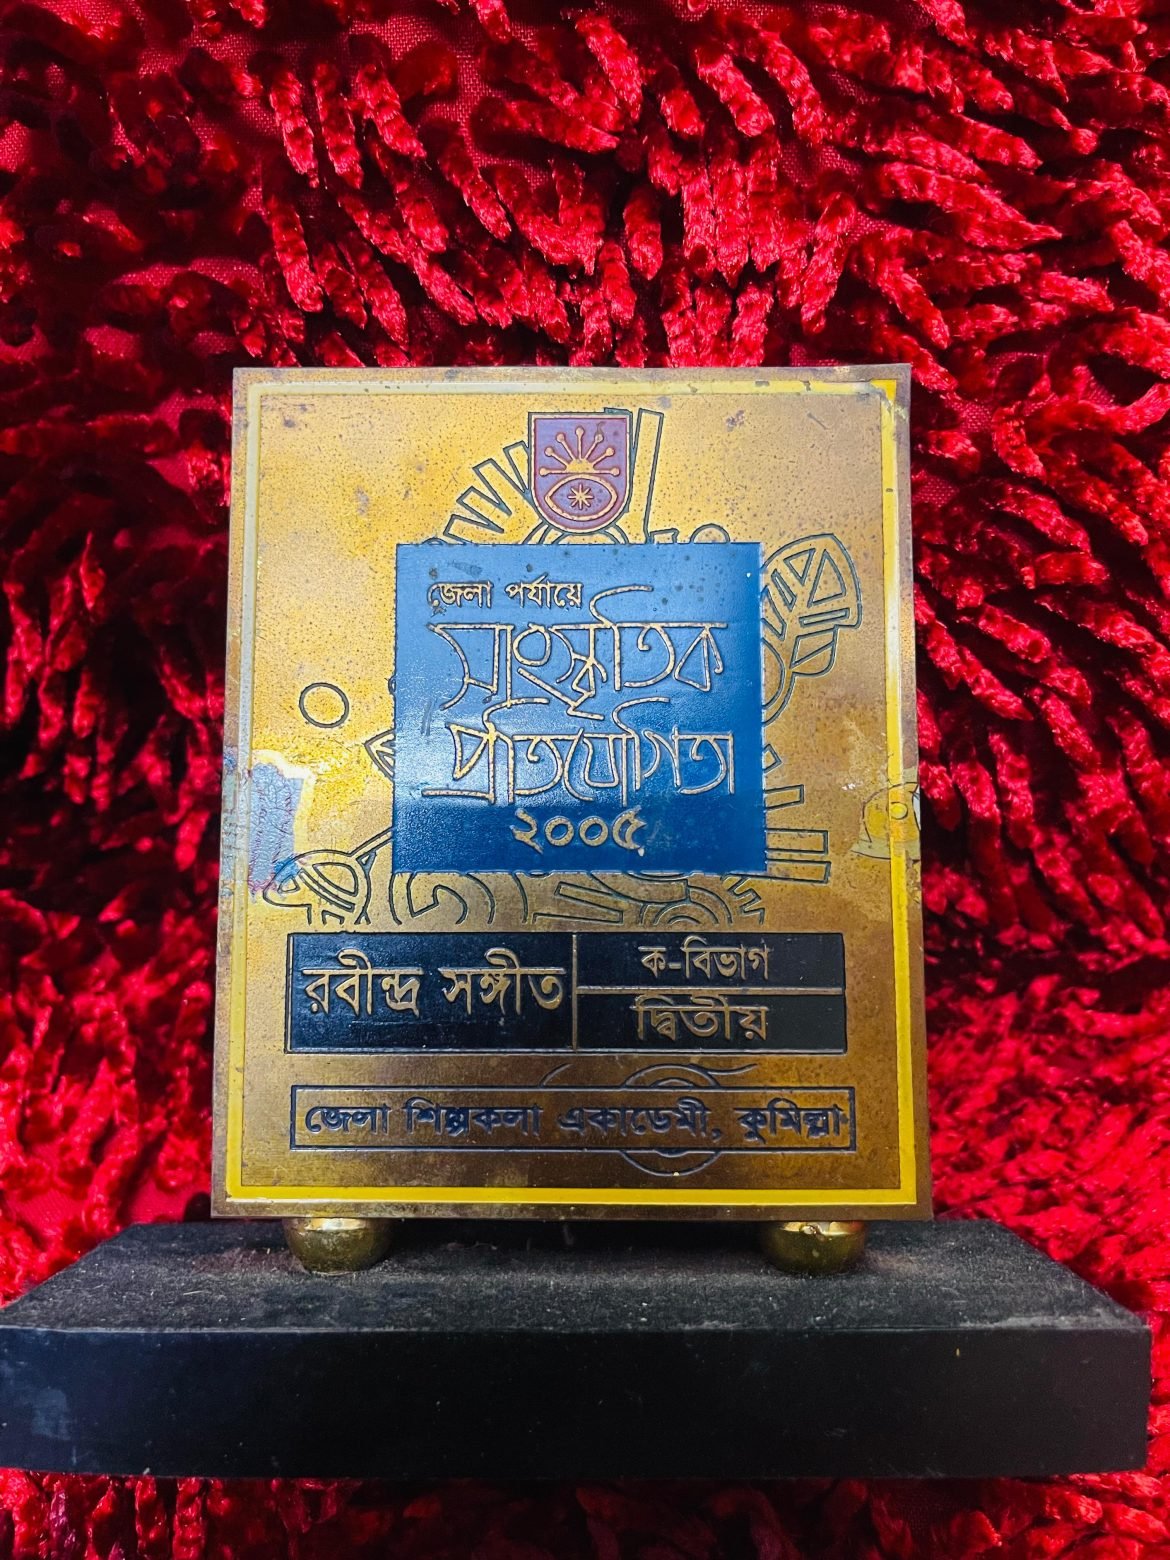 জেলা পর্যায়ে
সাংস্কৃতিক
প্রতিযোগিতা
২০০৫
রবীন্দ্র সঙ্গীত
ক-বিভাগ
দ্বিতীয়
জেলা শিল্পকলা একাডেমী, কুমিল্লা